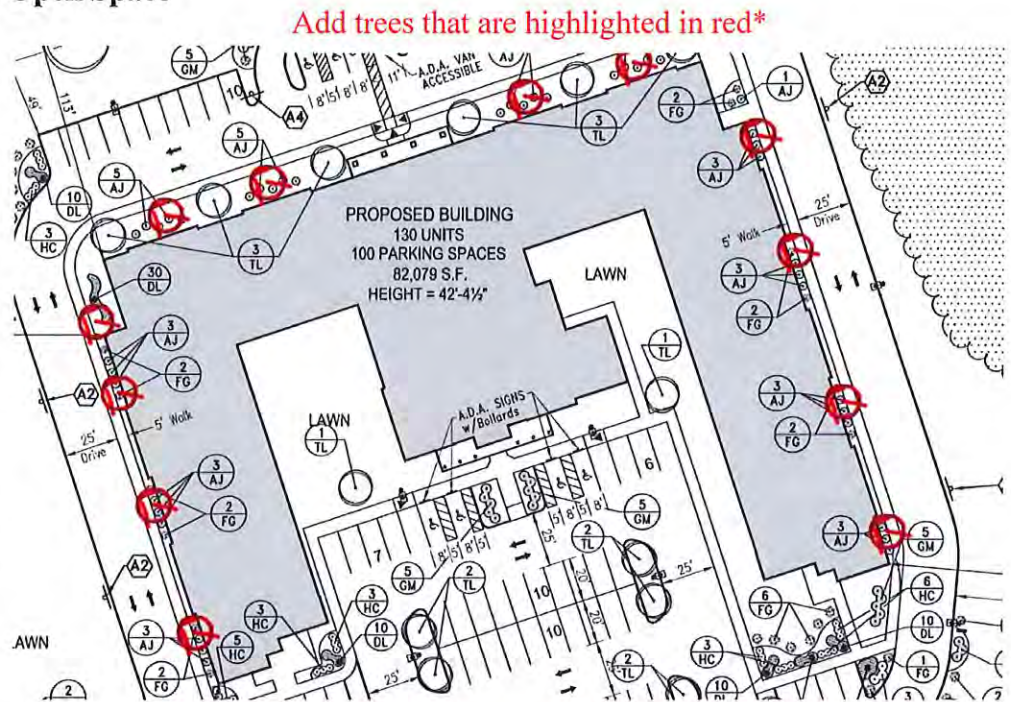 Add trees that are highlighted in red*
5
GM
10
11'
A.D.A. VAN
ACCESSIBLE
8' 5' 8' 8'
AJ
A4
113'
2
FG
1
AJ
A2
5
AJ
5
AJ
3
TL
3
AJ
10
DL
3
HC
3
TL
PROPOSED BUILDING
130 UNITS
100 PARKING SPACES
82,079 S.F.
HEIGHT = 42'-4½"
LAWN
5' Walk
25'
Drive
30
DL
3
AJ
2
FG
3
AJ
2
FG
1
TL
A2
25'
Drive
5' Walk
LAWN
1
TL
A.D.A. SIGNS
w/Bollards
3
AJ
2
FG
6
3
AJ
2
FG
7
8' 5' 8' 5'
5' 8' 5' 8'
5
GM
25'
2
TL
3
AJ
5
GM
A2
5
GM
2
TL
20'
20'
25'
10
10
LAWN
3
AJ
5
HC
2
FG
3
HC
3
HC
10
DL
25'
6
FG
6
HC
10
DL
3
HC
2
TL
10
DL
1
FG
2
3
3